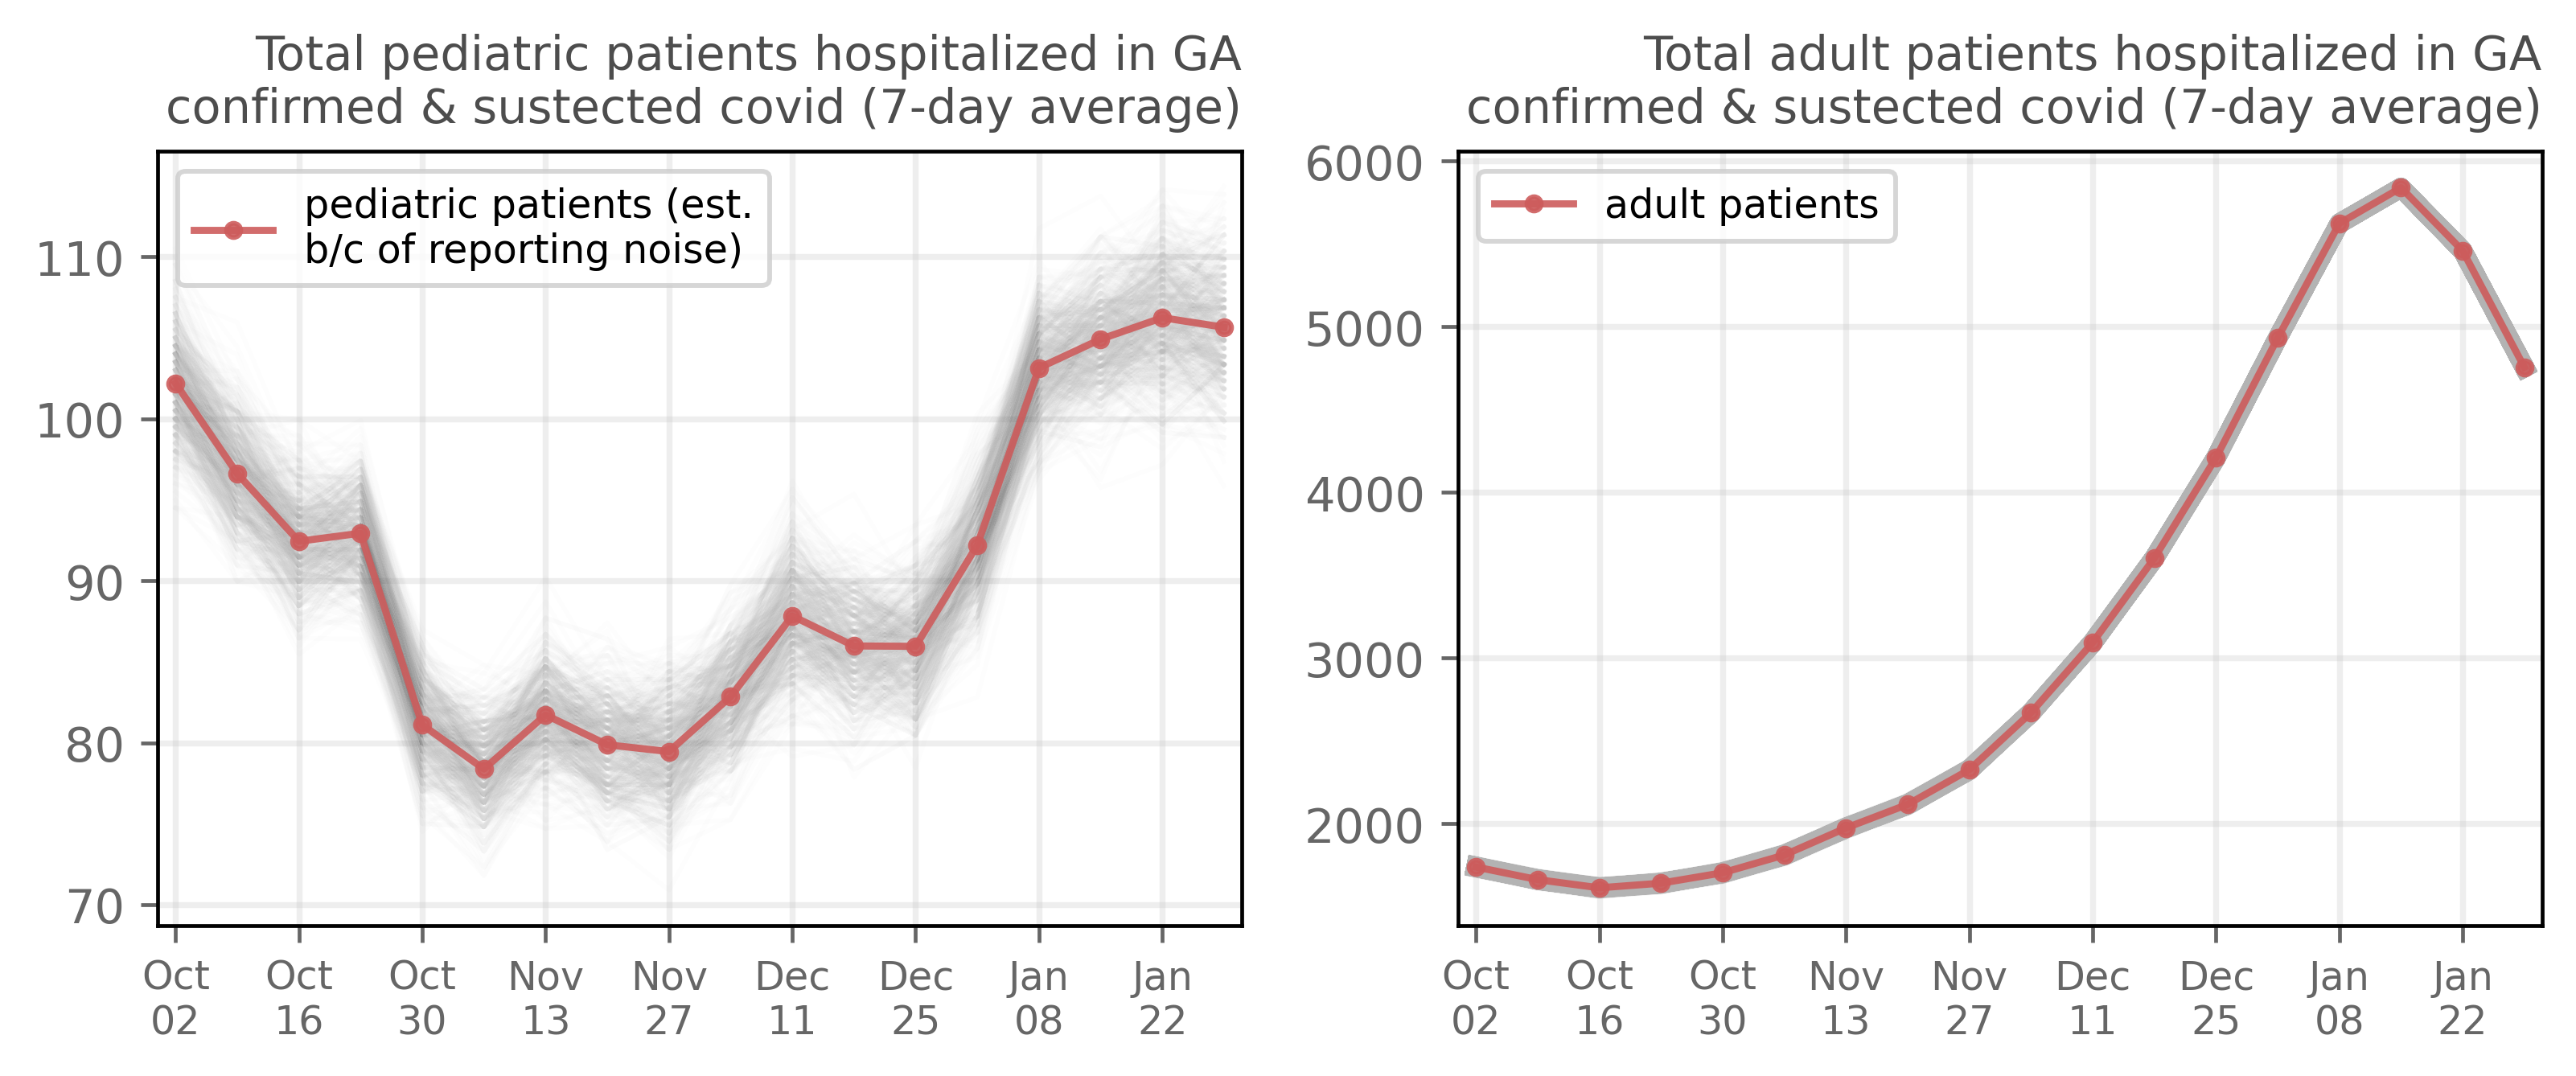 Total pediatric patients hospitalized in GA
confirmed & sustected covid (7-day average)
pediatric patients (est.
b/c of reporting noise)
110
100
90
80
70
Oct
02
Oct
16
Oct
30
Nov
13
Nov
27
Dec
11
Dec
25
Jan
08
Jan
22
Total adult patients hospitalized in GA
confirmed & sustected covid (7-day average)
adult patients
6000
5000
4000
3000
2000
Oct
02
Oct
16
Oct
30
Nov
13
Nov
27
Dec
11
Dec
25
Jan
08
Jan
22